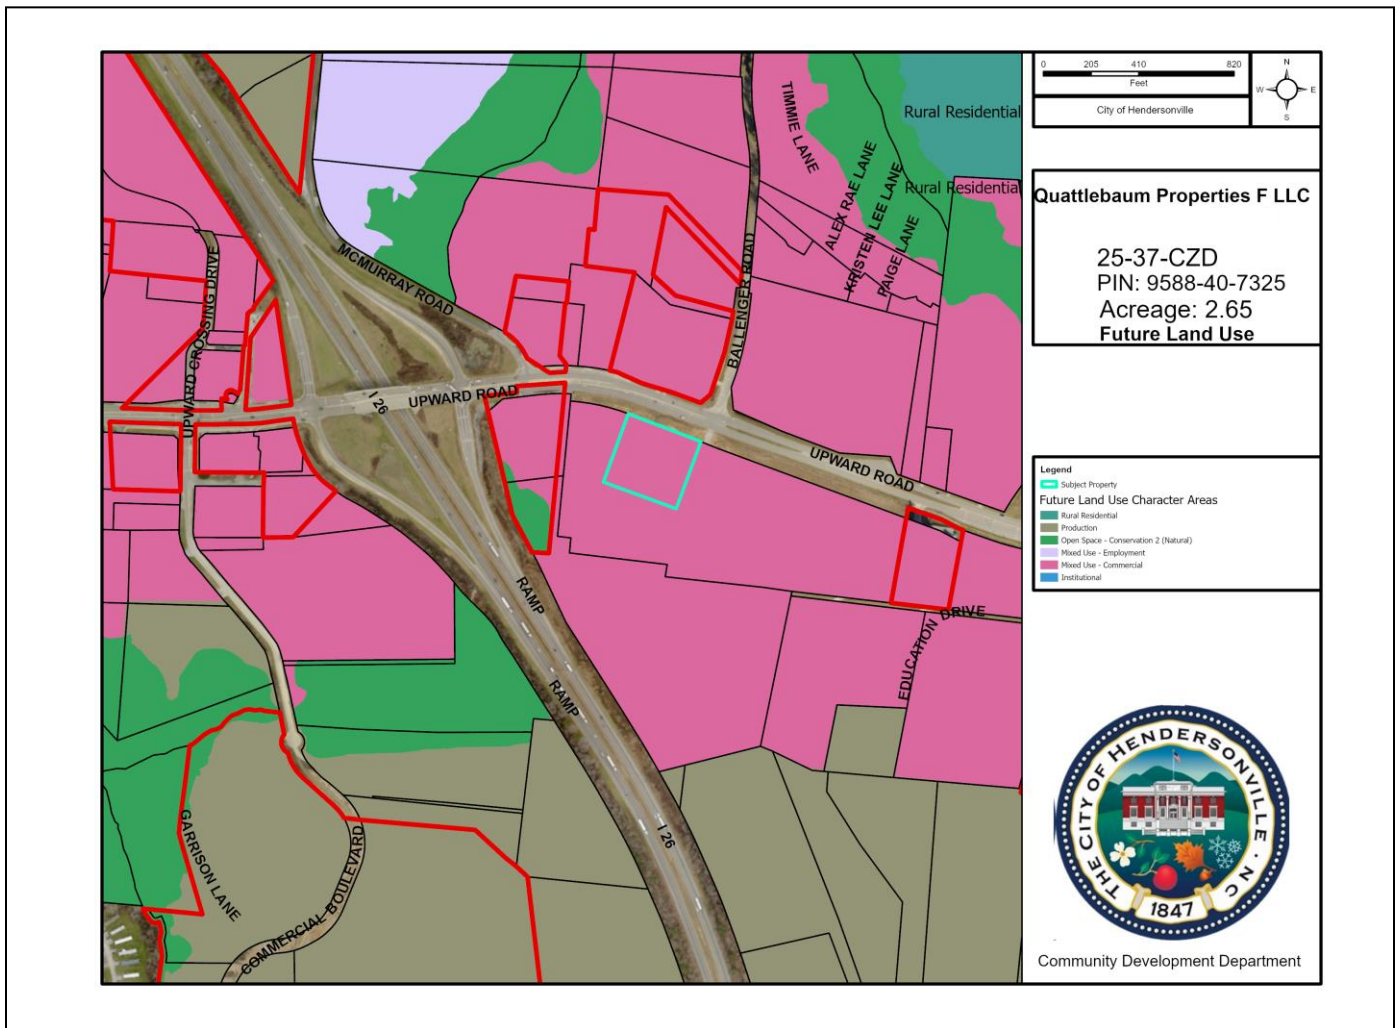 TIMMIE LANE
Rural Residential
ALEX RAE LANE
KRISTEN LEE LANE
Rural Residential
PAIGE LANE
MCMURRAY ROAD
UPWARD CROSSING DRIVE
BALLENGER ROAD
I 26
UPWARD ROAD
UPWARD ROAD
RAMP
EDUCATION DRIVE
RAMP
GARRISON LANE
I 26
COMMERCIAL BOULEVARD
0 205 410 820
Feet
City of Hendersonville
N
W E
S
Quattlebaum Properties F LLC
25-37-CZD
PIN: 9588-40-7325
Acreage: 2.65
Future Land Use
Legend
Subject Property
Future Land Use Character Areas
Rural Residential
Production
Open Space - Conservation 2 (Natural)
Mixed Use - Employment
Mixed Use - Commercial
Institutional
THE CITY OF HENDERSONVILLE · NC
1847
Community Development Department